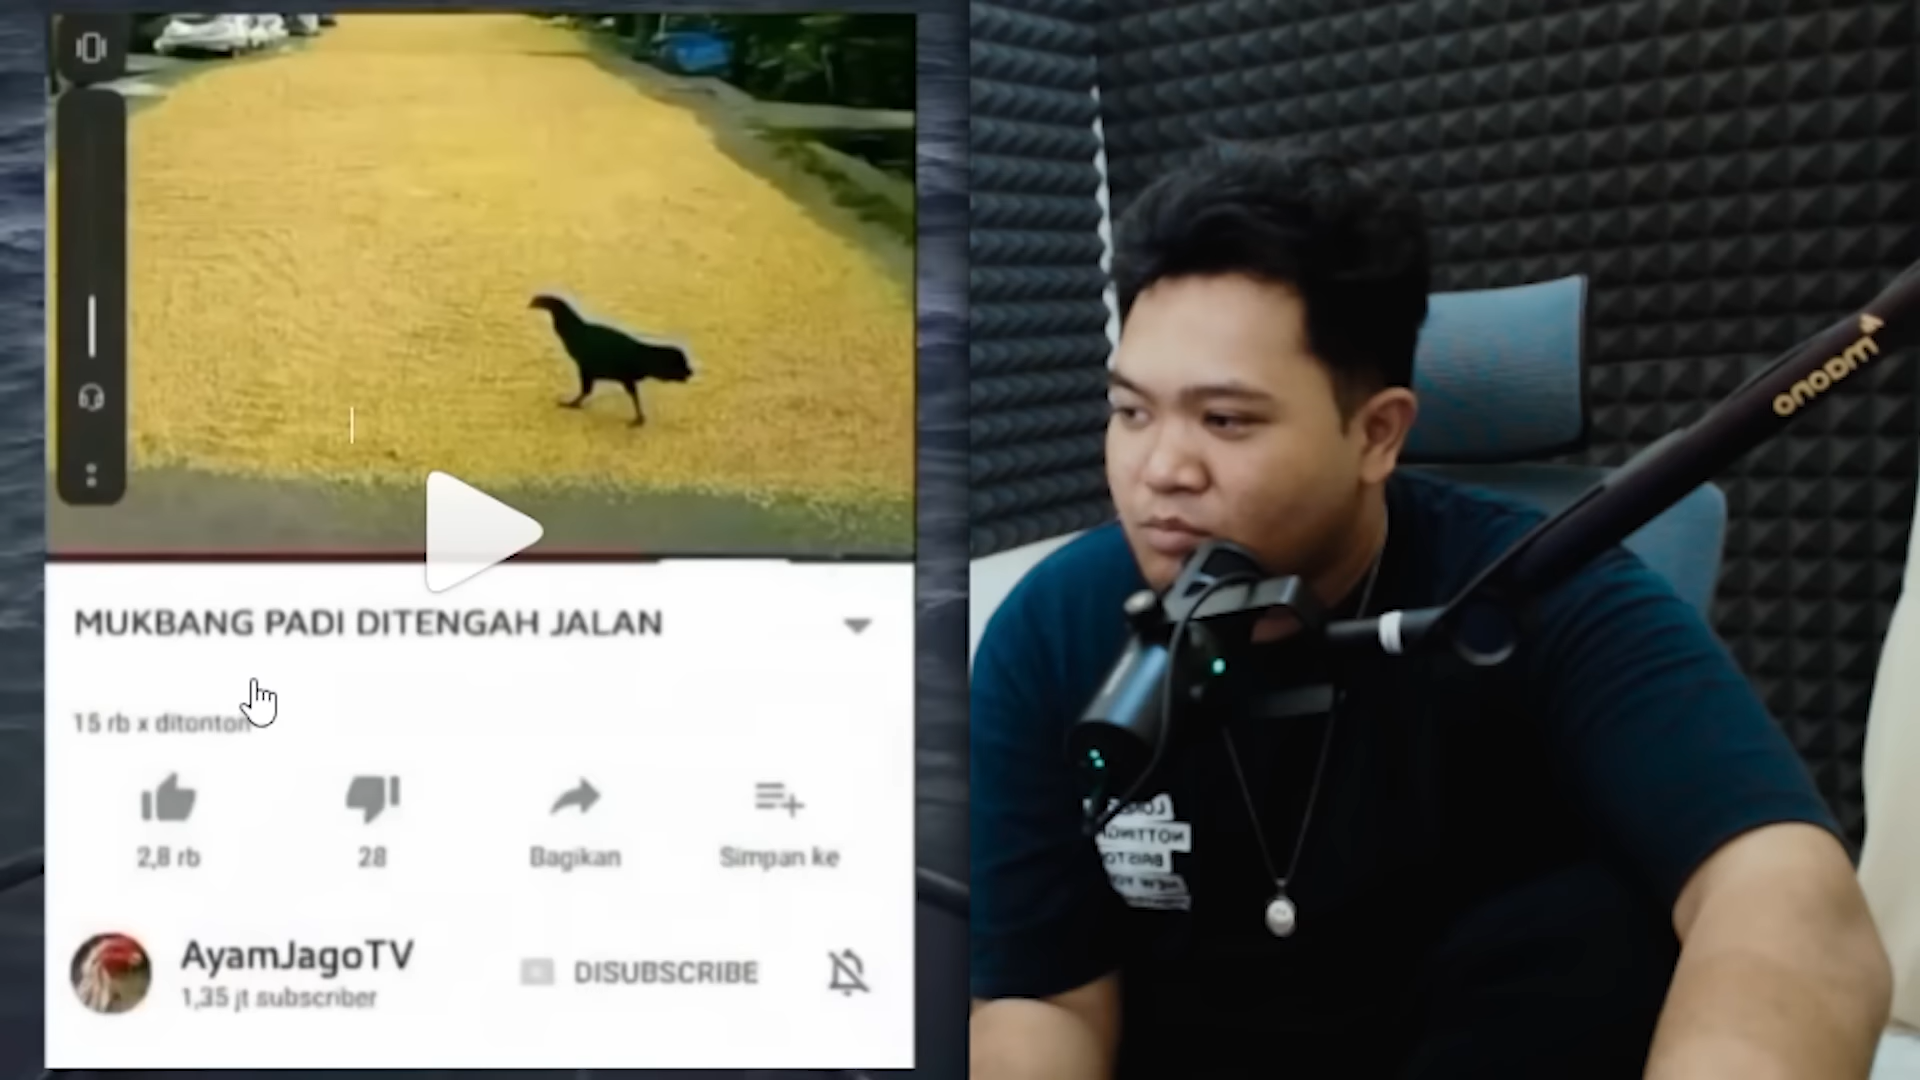 MUKBANG PADI DITENGAH JALAN
15 rb x ditonton
2,8 rb
28
Bagikan
Simpan ke
AyamJagoTV
1,35 jt subscriber
DISUBSCRIBE
maono